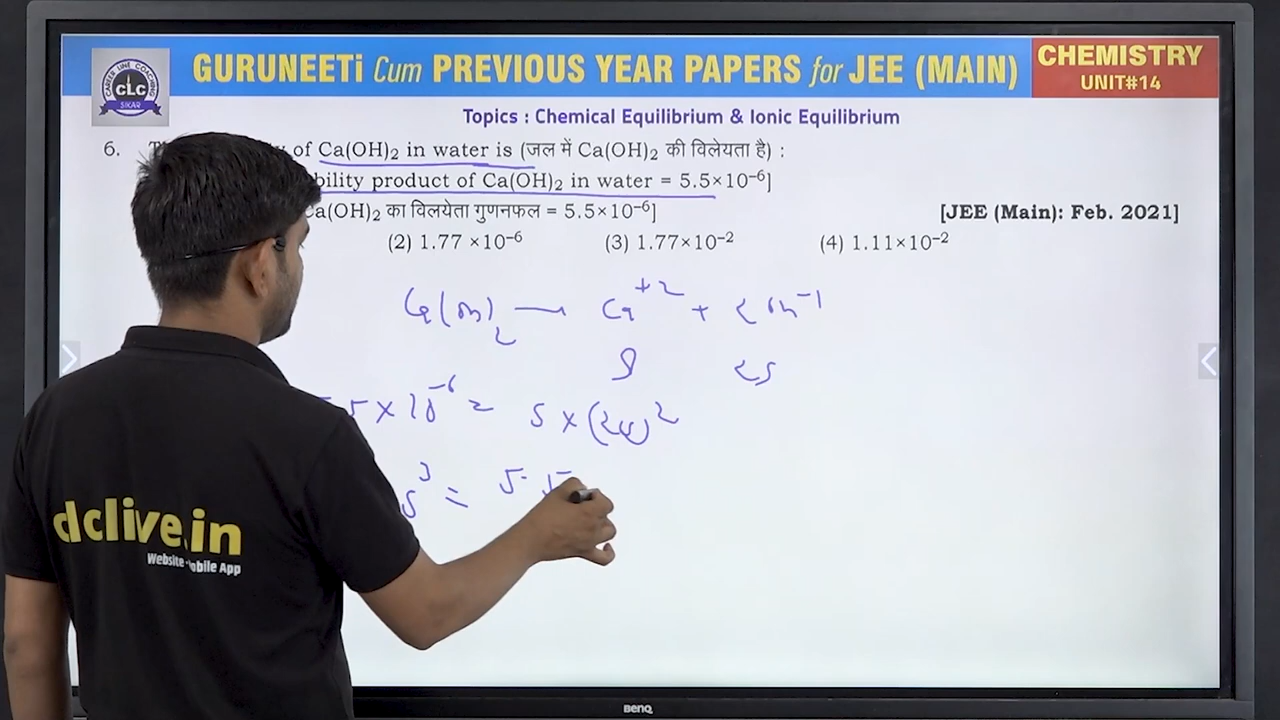 GURUNEETi Cum PREVIOUS YEAR PAPERS for JEE (MAIN)
CHEMISTRY
UNIT#14
CLC
SIKAR
Topics : Chemical Equilibrium & Ionic Equilibrium
6. of Ca(OH)₂ in water is (जल में Ca(OH)₂ की विलेयता है) :
product of Ca(OH)₂ in water = 5.5×10⁻⁶]
Ca(OH)₂ का विलयेता गुणनफल = 5.5×10⁻⁶]
[JEE (Main): Feb. 2021]
(2) 1.77 ×10⁻⁶ (3) 1.77×10⁻² (4) 1.11×10⁻²
Ca(OH)₂ — Ca⁺² + 2OH⁻¹
S 2S
5 × 10⁻⁶ = S × (2S)²
S³ = 5.5
dclive.in
Website
App
BenQ